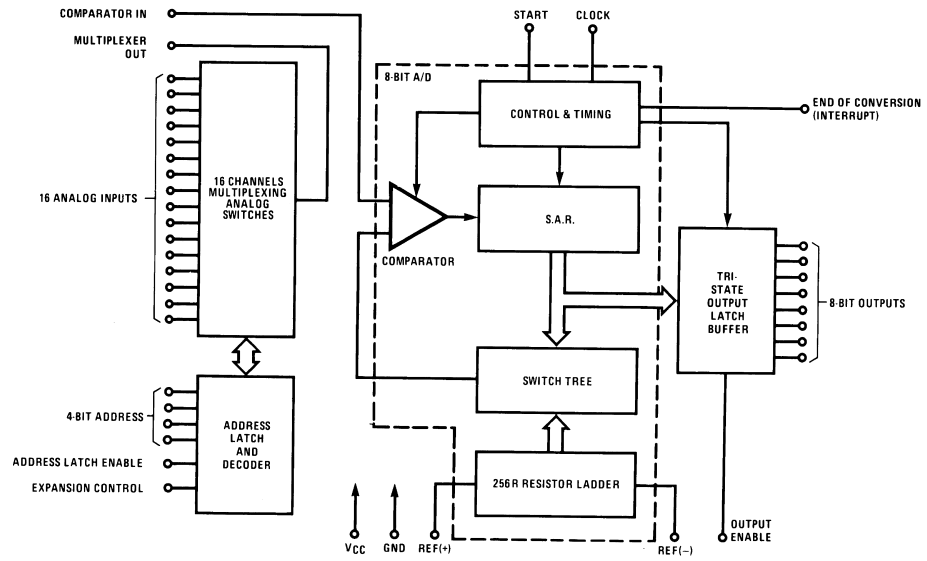 COMPARATOR IN
MULTIPLEXER
OUT
START
CLOCK
8-BIT A/D
CONTROL & TIMING
END OF CONVERSION
(INTERRUPT)
16 ANALOG INPUTS
16 CHANNELS
MULTIPLEXING
ANALOG
SWITCHES
S.A.R.
COMPARATOR
TRI-
STATE
OUTPUT
LATCH
BUFFER
8-BIT OUTPUTS
SWITCH TREE
4-BIT ADDRESS
ADDRESS
LATCH
AND
DECODER
ADDRESS LATCH ENABLE
EXPANSION CONTROL
256R RESISTOR LADDER
VCC
GND
REF(+)
REF(−)
OUTPUT
ENABLE